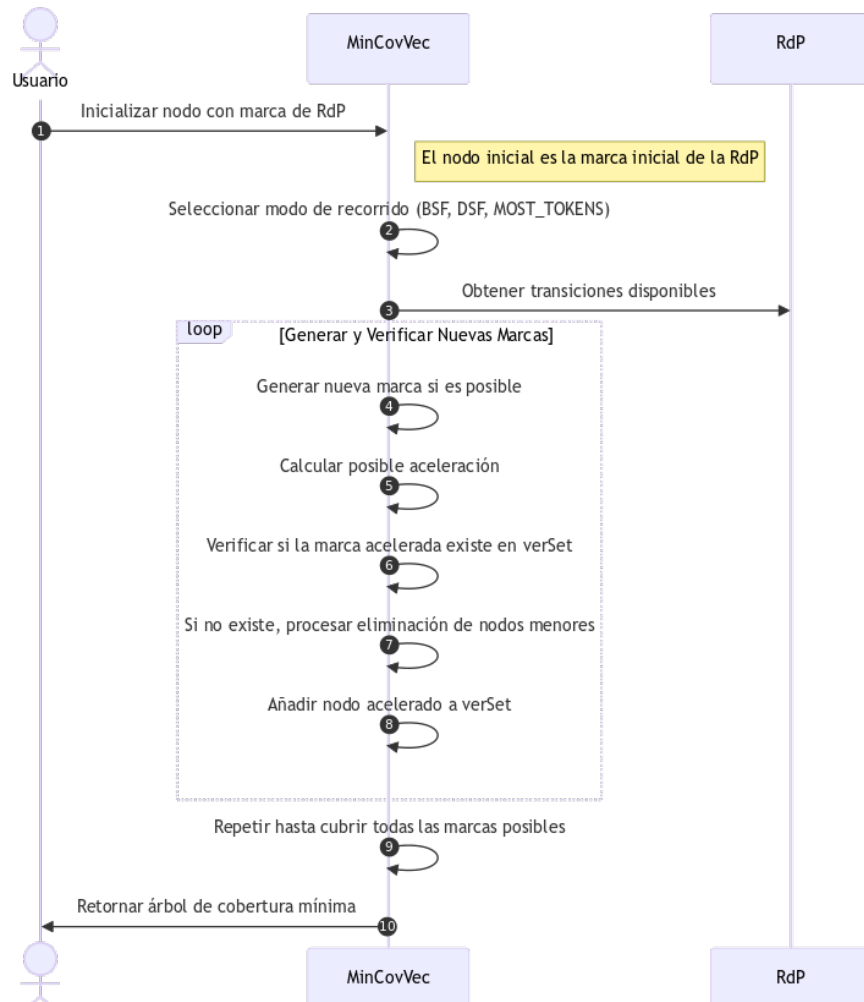 Usuario
MinCovVec
RdP
Inicializar nodo con marca de RdP
1
El nodo inicial es la marca inicial de la RdP
Seleccionar modo de recorrido (BSF, DSF, MOST_TOKENS)
2
Obtener transiciones disponibles
3
loop
[Generar y Verificar Nuevas Marcas]
Generar nueva marca si es posible
4
Calcular posible aceleración
5
Verificar si la marca acelerada existe en verSet
6
Si no existe, procesar eliminación de nodos menores
7
Añadir nodo acelerado a verSet
8
Repetir hasta cubrir todas las marcas posibles
9
Retornar árbol de cobertura mínima
10
MinCovVec
RdP